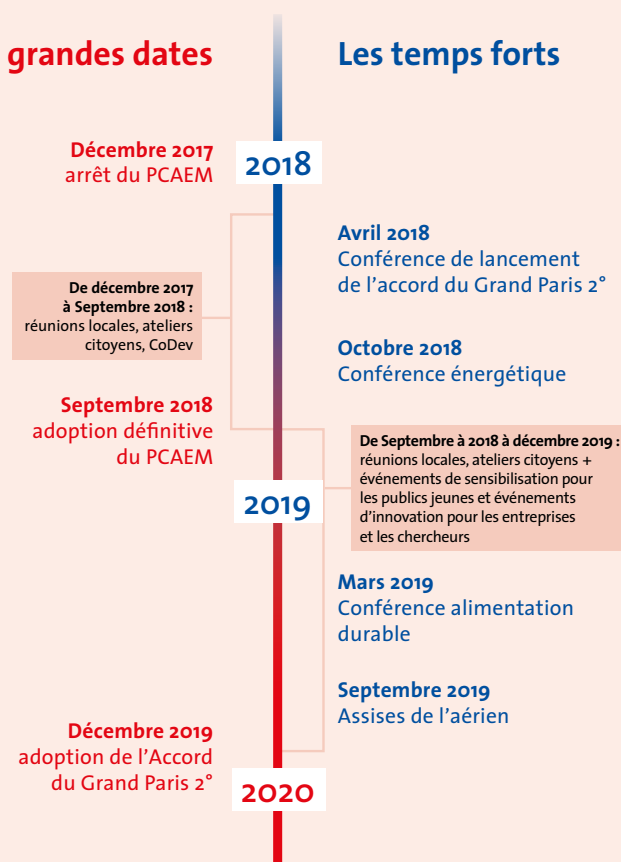 grandes dates
Les temps forts
Décembre 2017
arrêt du PCAEM
2018
Avril 2018
Conférence de lancement
de l’accord du Grand Paris 2°
De décembre 2017
à Septembre 2018 :
réunions locales, ateliers
citoyens, CoDev
Octobre 2018
Conférence énergétique
Septembre 2018
adoption définitive
du PCAEM
De Septembre à 2018 à décembre 2019 :
réunions locales, ateliers citoyens +
événements de sensibilisation pour
les publics jeunes et événements
d’innovation pour les entreprises
et les chercheurs
2019
Mars 2019
Conférence alimentation
durable
Septembre 2019
Assises de l’aérien
Décembre 2019
adoption de l’Accord
du Grand Paris 2°
2020